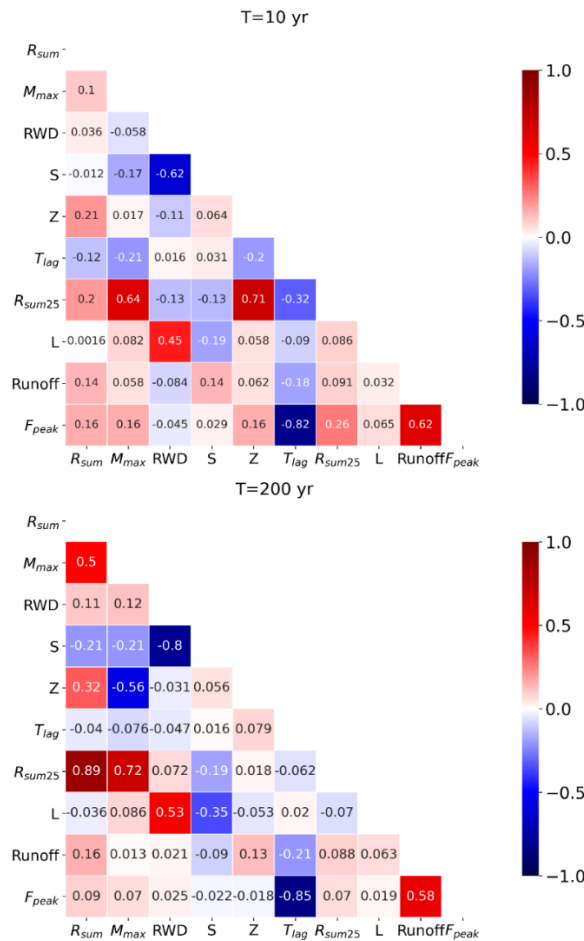 T=10 yr
R_sum
M_max 0.1
RWD 0.036 -0.058
S -0.012 -0.17 -0.62
Z 0.21 0.017 -0.11 0.064
T_lag -0.12 -0.21 0.016 0.031 -0.2
R_sum25 0.2 0.64 -0.13 -0.13 0.71 -0.32
L -0.0016 0.082 0.45 -0.19 0.058 -0.09 0.086
Runoff 0.14 0.058 -0.084 0.14 0.062 -0.18 0.091 0.032
F_peak 0.16 0.16 -0.045 0.029 0.16 -0.82 0.26 0.065 0.62
R_sum M_max RWD S Z T_lag R_sum25 L Runoff F_peak
1.0
0.5
0.0
-0.5
-1.0
T=200 yr
R_sum
M_max 0.5
RWD 0.11 0.12
S -0.21 -0.21 -0.8
Z 0.32 -0.56 -0.031 0.056
T_lag -0.04 -0.076 -0.047 0.016 0.079
R_sum25 0.89 0.72 0.072 -0.19 0.018 -0.062
L -0.036 0.086 0.53 -0.35 -0.053 0.02 -0.07
Runoff 0.16 0.013 0.021 -0.09 0.13 -0.21 0.088 0.063
F_peak 0.09 0.07 0.025 -0.022 -0.018 -0.85 0.07 0.019 0.58
R_sum M_max RWD S Z T_lag R_sum25 L Runoff F_peak
1.0
0.5
0.0
-0.5
-1.0